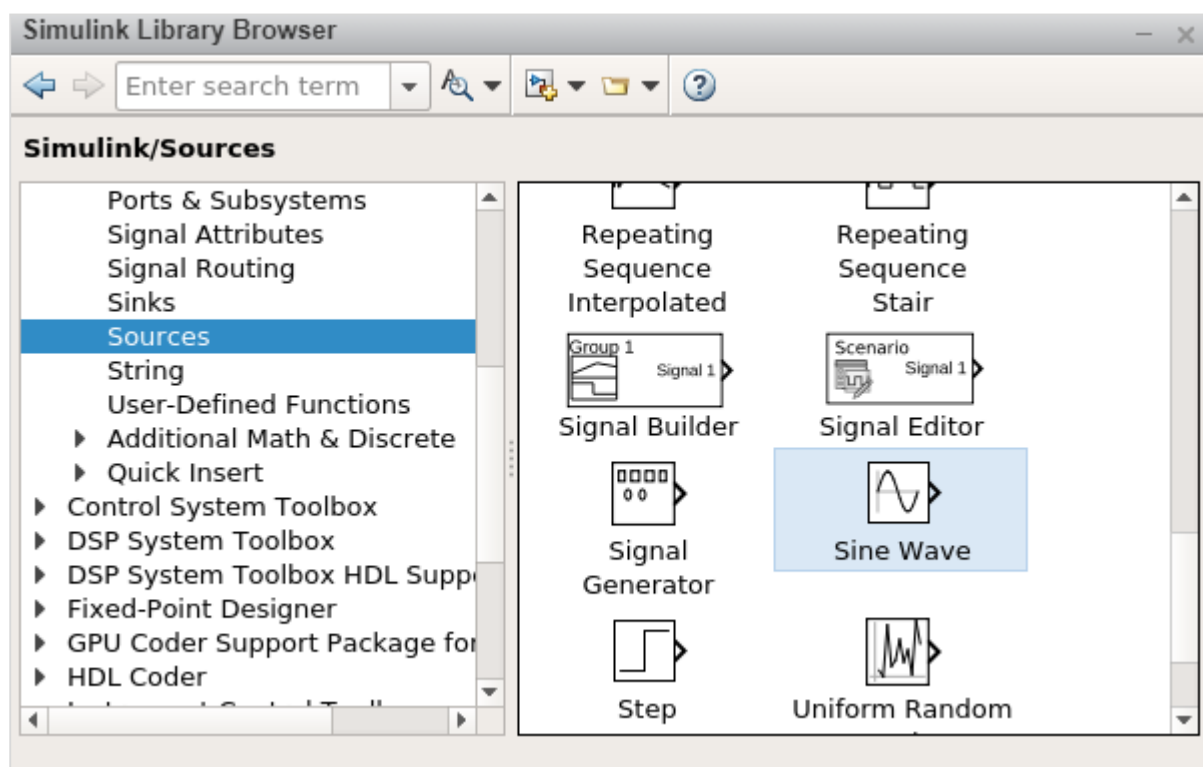 Simulink Library Browser
Enter search term
Simulink/Sources
Ports & Subsystems
Signal Attributes
Signal Routing
Sinks
Sources
String
User-Defined Functions
Additional Math & Discrete
Quick Insert
Control System Toolbox
DSP System Toolbox
DSP System Toolbox HDL Suppo
Fixed-Point Designer
GPU Coder Support Package for
HDL Coder
Repeating
Sequence
Interpolated
Repeating
Sequence
Stair
Group 1
Signal 1
Signal Builder
Scenario
Signal 1
Signal Editor
Signal
Generator
Sine Wave
Step
Uniform Random